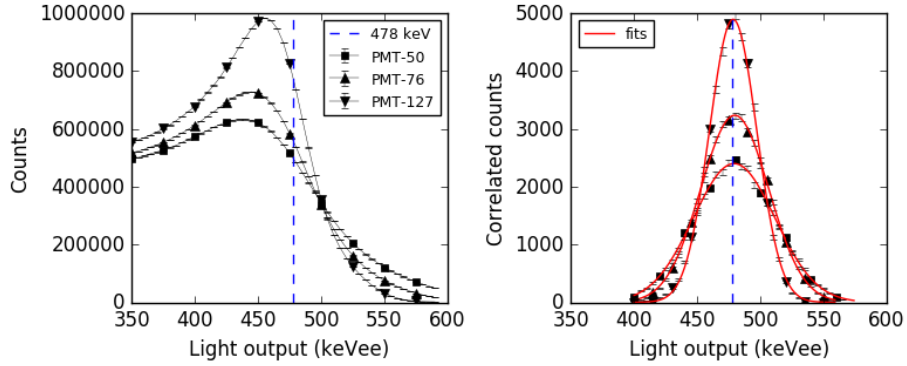 1000000
800000
600000
400000
200000
0
Counts
350 400 450 500 550 600
Light output (keVee)
478 keV
PMT-50
PMT-76
PMT-127
5000
4000
3000
2000
1000
0
Correlated counts
350 400 450 500 550 600
Light output (keVee)
fits